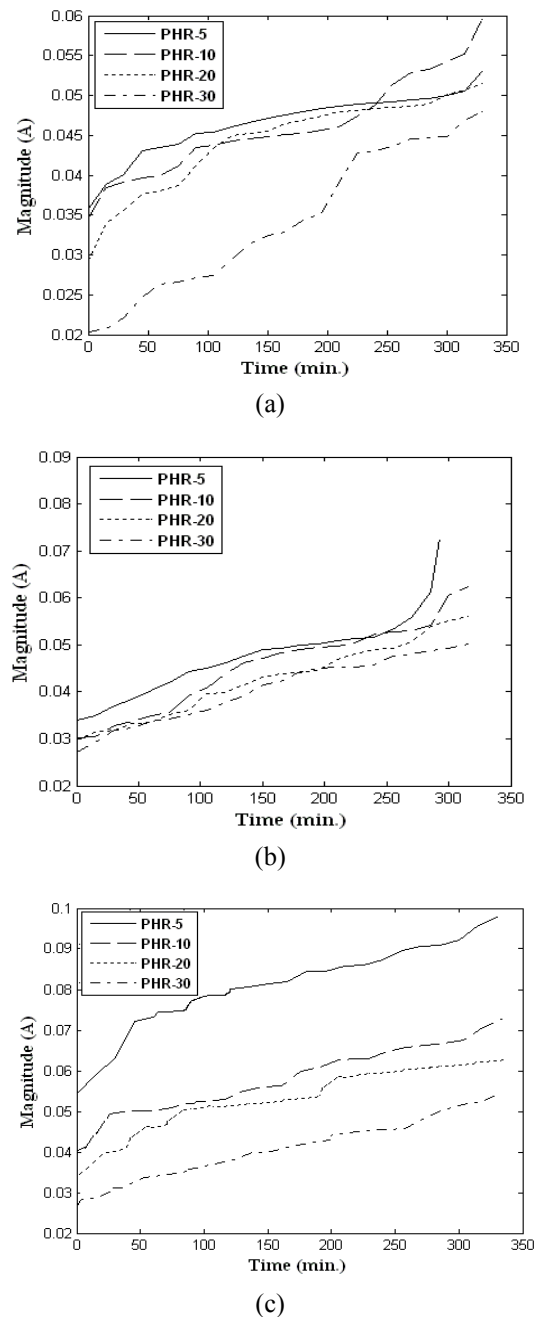 0.06
0.055
0.05
0.045
0.04
0.035
0.03
0.025
0.02
Magnitude (A)
PHR-5
PHR-10
PHR-20
PHR-30
0 50 100 150 200 250 300 350
Time (min.)
(a)
0.09
0.08
0.07
0.06
0.05
0.04
0.03
0.02
Magnitude (A)
PHR-5
PHR-10
PHR-20
PHR-30
0 50 100 150 200 250 300 350
Time (min.)
(b)
0.1
0.09
0.08
0.07
0.06
0.05
0.04
0.03
0.02
Magnitude (A)
PHR-5
PHR-10
PHR-20
PHR-30
0 50 100 150 200 250 300 350
Time (min.)
(c)